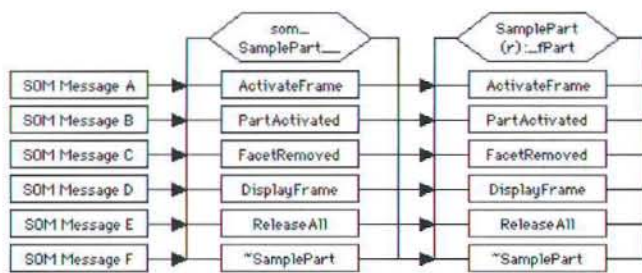 som_
SamplePart__
SamplePart
(r):_fPart
SOM Message A
ActivateFrame
ActivateFrame
SOM Message B
PartActivated
PartActivated
SOM Message C
FacetRemoved
FacetRemoved
SOM Message D
DisplayFrame
DisplayFrame
SOM Message E
ReleaseAll
ReleaseAll
SOM Message F
~SamplePart
~SamplePart